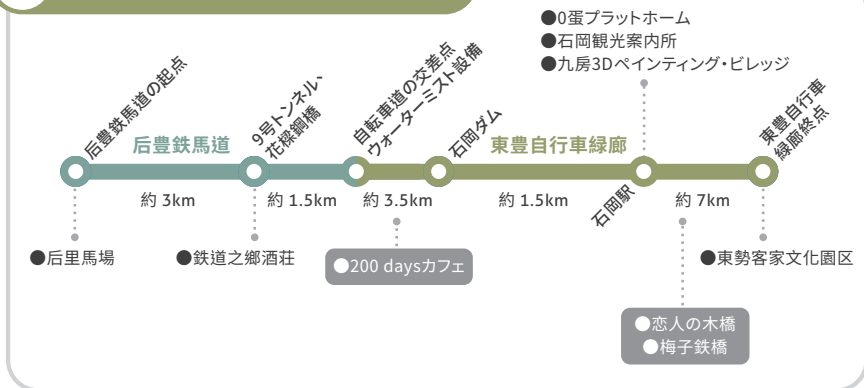 ●0蛋プラットホーム
●石岡観光案内所
●九房3Dペインティング・ビレッジ
后豊鉄馬道の起点
9号トンネル、
花樑鋼橋
自転車道の交差点
ウォーターミスト設備
石岡ダム
東豊自行車
緑廊終点
后豊鉄馬道
東豊自行車緑廊
約 3km
約 1.5km
約 3.5km
約 1.5km
石岡駅
約 7km
●后里馬場
●鉄道之郷酒荘
●200 daysカフェ
●東勢客家文化園区
●恋人の木橋
●梅子鉄橋